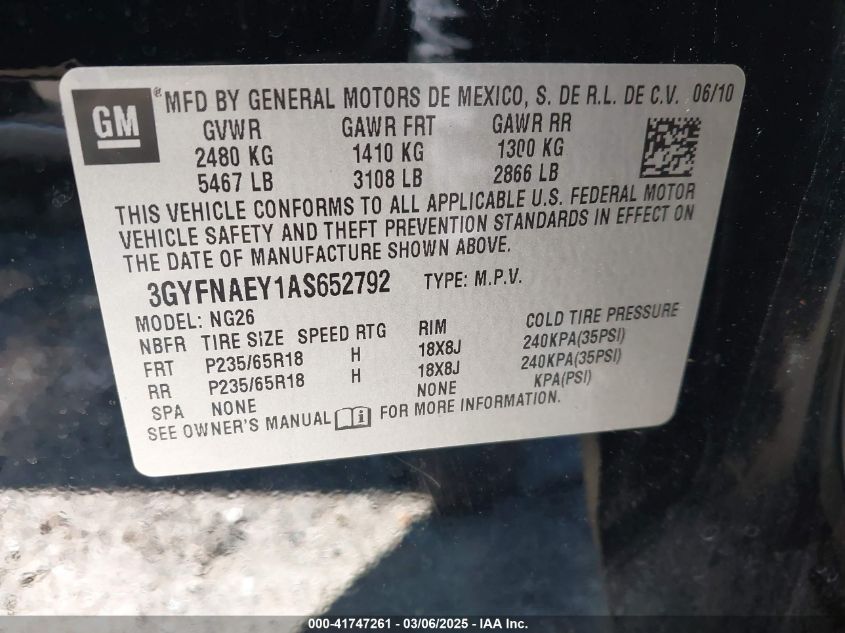 GM
® MFD BY GENERAL MOTORS DE MEXICO, S. DE R.L. DE C.V. 06/10
GVWR GAWR FRT GAWR RR
2480 KG 1410 KG 1300 KG
5467 LB 3108 LB 2866 LB
THIS VEHICLE CONFORMS TO ALL APPLICABLE U.S. FEDERAL MOTOR
VEHICLE SAFETY AND THEFT PREVENTION STANDARDS IN EFFECT ON
THE DATE OF MANUFACTURE SHOWN ABOVE.
3GYFNAEY1AS652792 TYPE: M.P.V.
MODEL: NG26
NBFR TIRE SIZE SPEED RTG RIM COLD TIRE PRESSURE
FRT P235/65R18 H 18X8J 240KPA(35PSI)
RR P235/65R18 H 18X8J 240KPA(35PSI)
SPA NONE NONE KPA(PSI)
SEE OWNER'S MANUAL i FOR MORE INFORMATION.
000-41747261 - 03/06/2025 - IAA Inc.